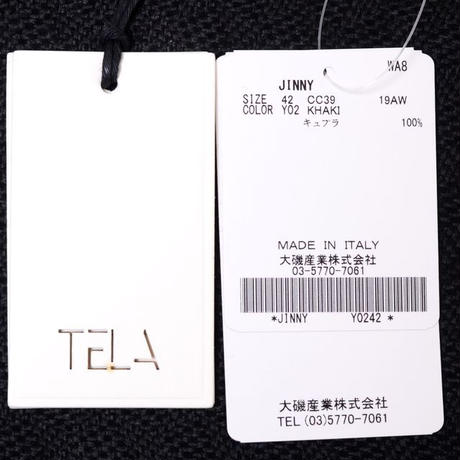 TELA
WA8
JINNY
SIZE 42 CC39 19AW
COLOR Y02 KHAKI
キュプラ 100%
MADE IN ITALY
大磯産業株式会社
03-5770-7061
*JINNY Y0242 *
大磯産業株式会社
TEL (03)5770-7061